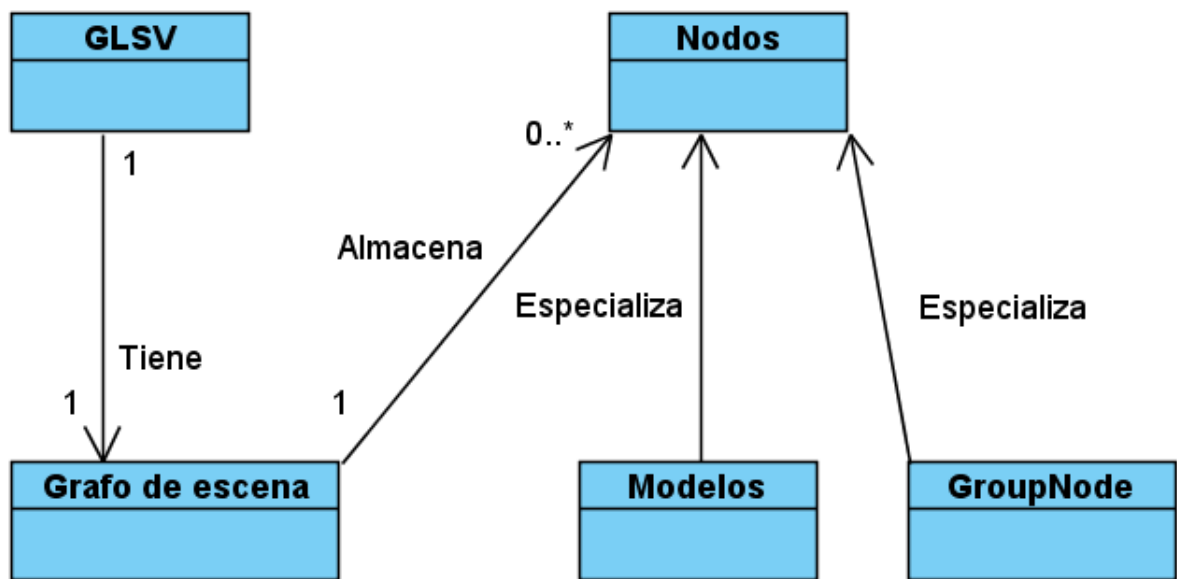 GLSV
Nodos
1
0..*
Almacena
Especializa
Especializa
Tiene
1
1
Grafo de escena
Modelos
GroupNode